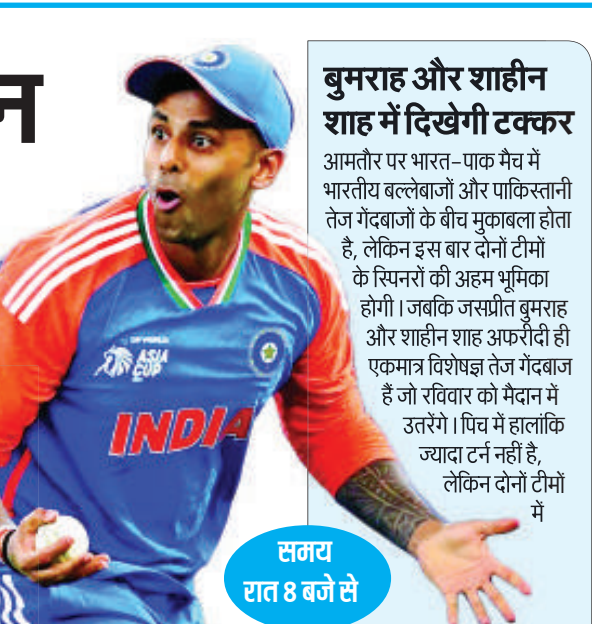 न
बुमराह और शाहीन
शाह में दिखेगी टक्कर
आमतौर पर भारत-पाक मैच में
भारतीय बल्लेबाजों और पाकिस्तानी
तेज गेंदबाजों के बीच मुकाबला होता
है, लेकिन इस बार दोनों टीमों
के स्पिनरों की अहम भूमिका
होगी। जबकि जसप्रीत बुमराह
और शाहीन शाह अफरीदी ही
एकमात्र विशेषज्ञ तेज गेंदबाज
हैं जो रविवार को मैदान में
उतरेंगे। पिच में हालांकि
ज्यादा टर्न नहीं है,
लेकिन दोनों टीमों
में
ASIA
CUP
INDIA
समय
रात 8 बजे से